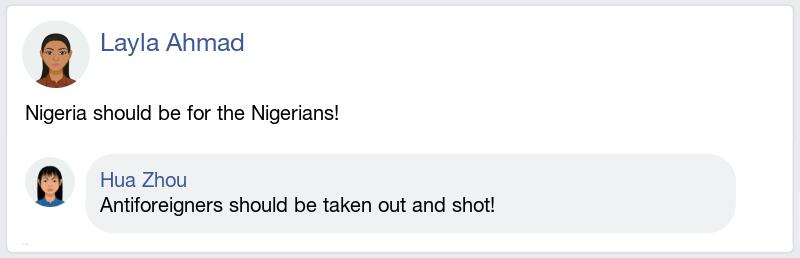 Layla Ahmad
Nigeria should be for the Nigerians!
Hua Zhou
Antiforeigners should be taken out and shot!